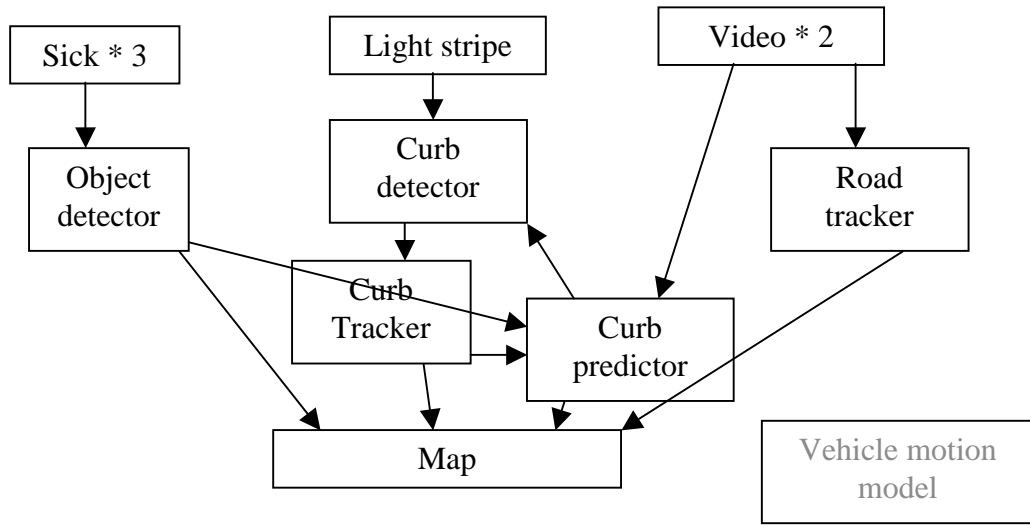 Sick * 3
Light stripe
Video * 2
Object
detector
Curb
detector
Road
tracker
Curb
Tracker
Curb
predictor
Map
Vehicle motion
model